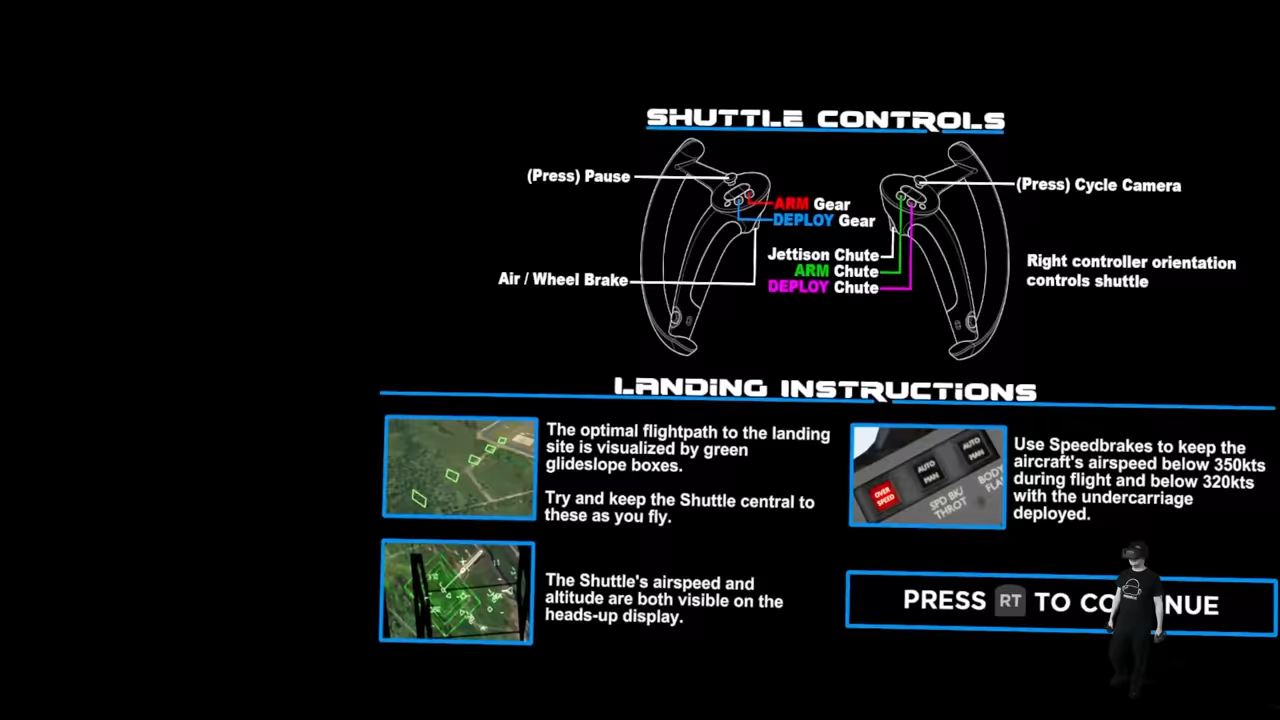 SHUTTLE CONTROLS
(Press) Pause
(Press) Cycle Camera
ARM Gear
DEPLOY Gear
Jettison Chute
ARM Chute
DEPLOY Chute
Air / Wheel Brake
Right controller orientation
controls shuttle
LANDING INSTRUCTIONS
The optimal flightpath to the landing
site is visualized by green
glideslope boxes.
Try and keep the Shuttle central to
these as you fly.
The Shuttle's airspeed and
altitude are both visible on the
heads-up display.
OVER
SPEED
AUTO
MAN
AUTO
MAN
SPD BK/
THROT
BODY
Use Speedbrakes to keep the
aircraft's airspeed below 350kts
during flight and below 320kts
with the undercarriage
deployed.
PRESS RT TO CONTINUE